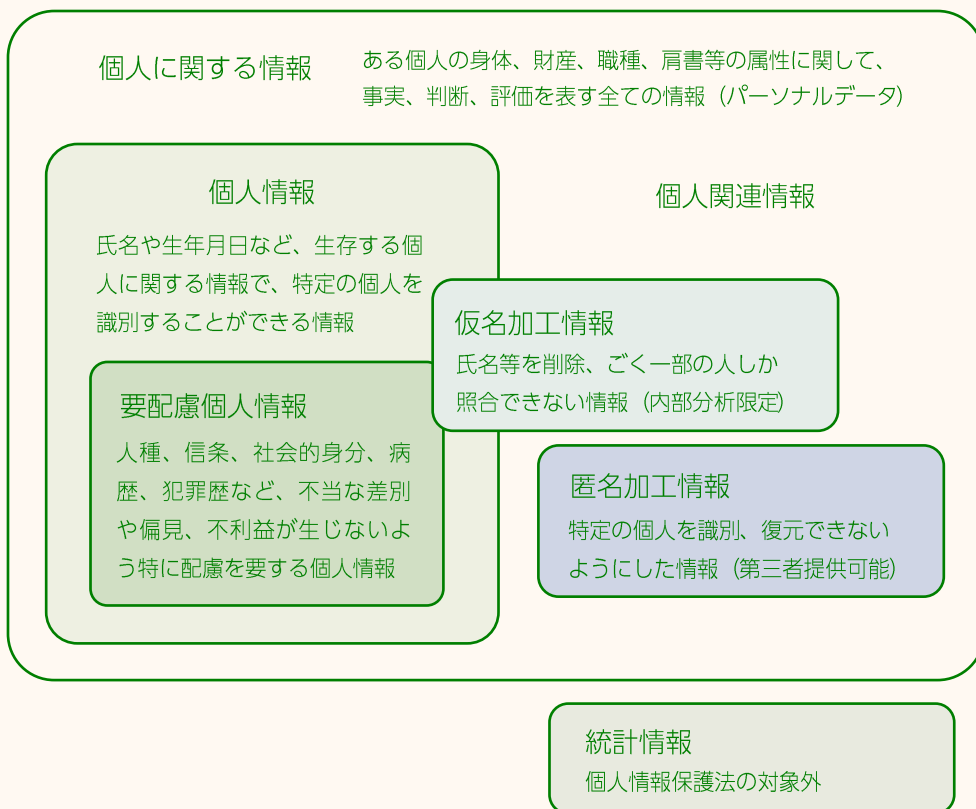 個人に関する情報
ある個人の身体、財産、職種、肩書等の属性に関して、
事実、判断、評価を表す全ての情報（パーソナルデータ）
個人情報
氏名や生年月日など、生存する個
人に関する情報で、特定の個人を
識別することができる情報
個人関連情報
仮名加工情報
氏名等を削除、ごく一部の人しか
照合できない情報（内部分析限定）
要配慮個人情報
人種、信条、社会的身分、病
歴、犯罪歴など、不当な差別
や偏見、不利益が生じないよ
う特に配慮を要する個人情報
匿名加工情報
特定の個人を識別、復元できない
ようにした情報（第三者提供可能）
統計情報
個人情報保護法の対象外